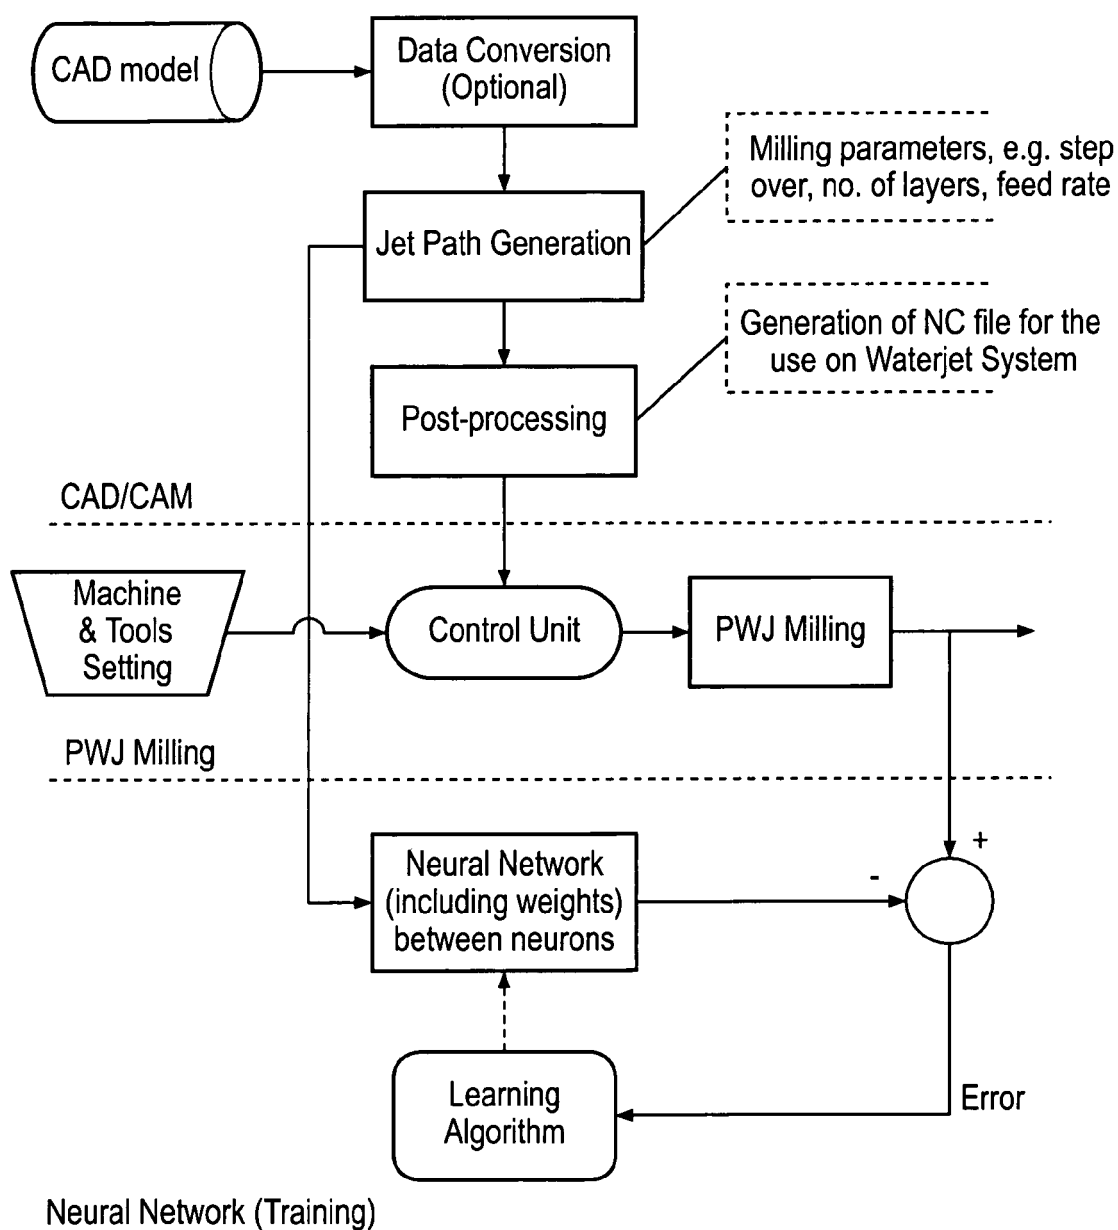 CAD model
Data Conversion
(Optional)
Milling parameters, e.g. step
over, no. of layers, feed rate
Jet Path Generation
Generation of NC file for the
use on Waterjet System
Post-processing
CAD/CAM
Machine
& Tools
Setting
Control Unit
PWJ Milling
PWJ Milling
+
-
Neural Network
(including weights)
between neurons
Learning
Algorithm
Error
Neural Network (Training)